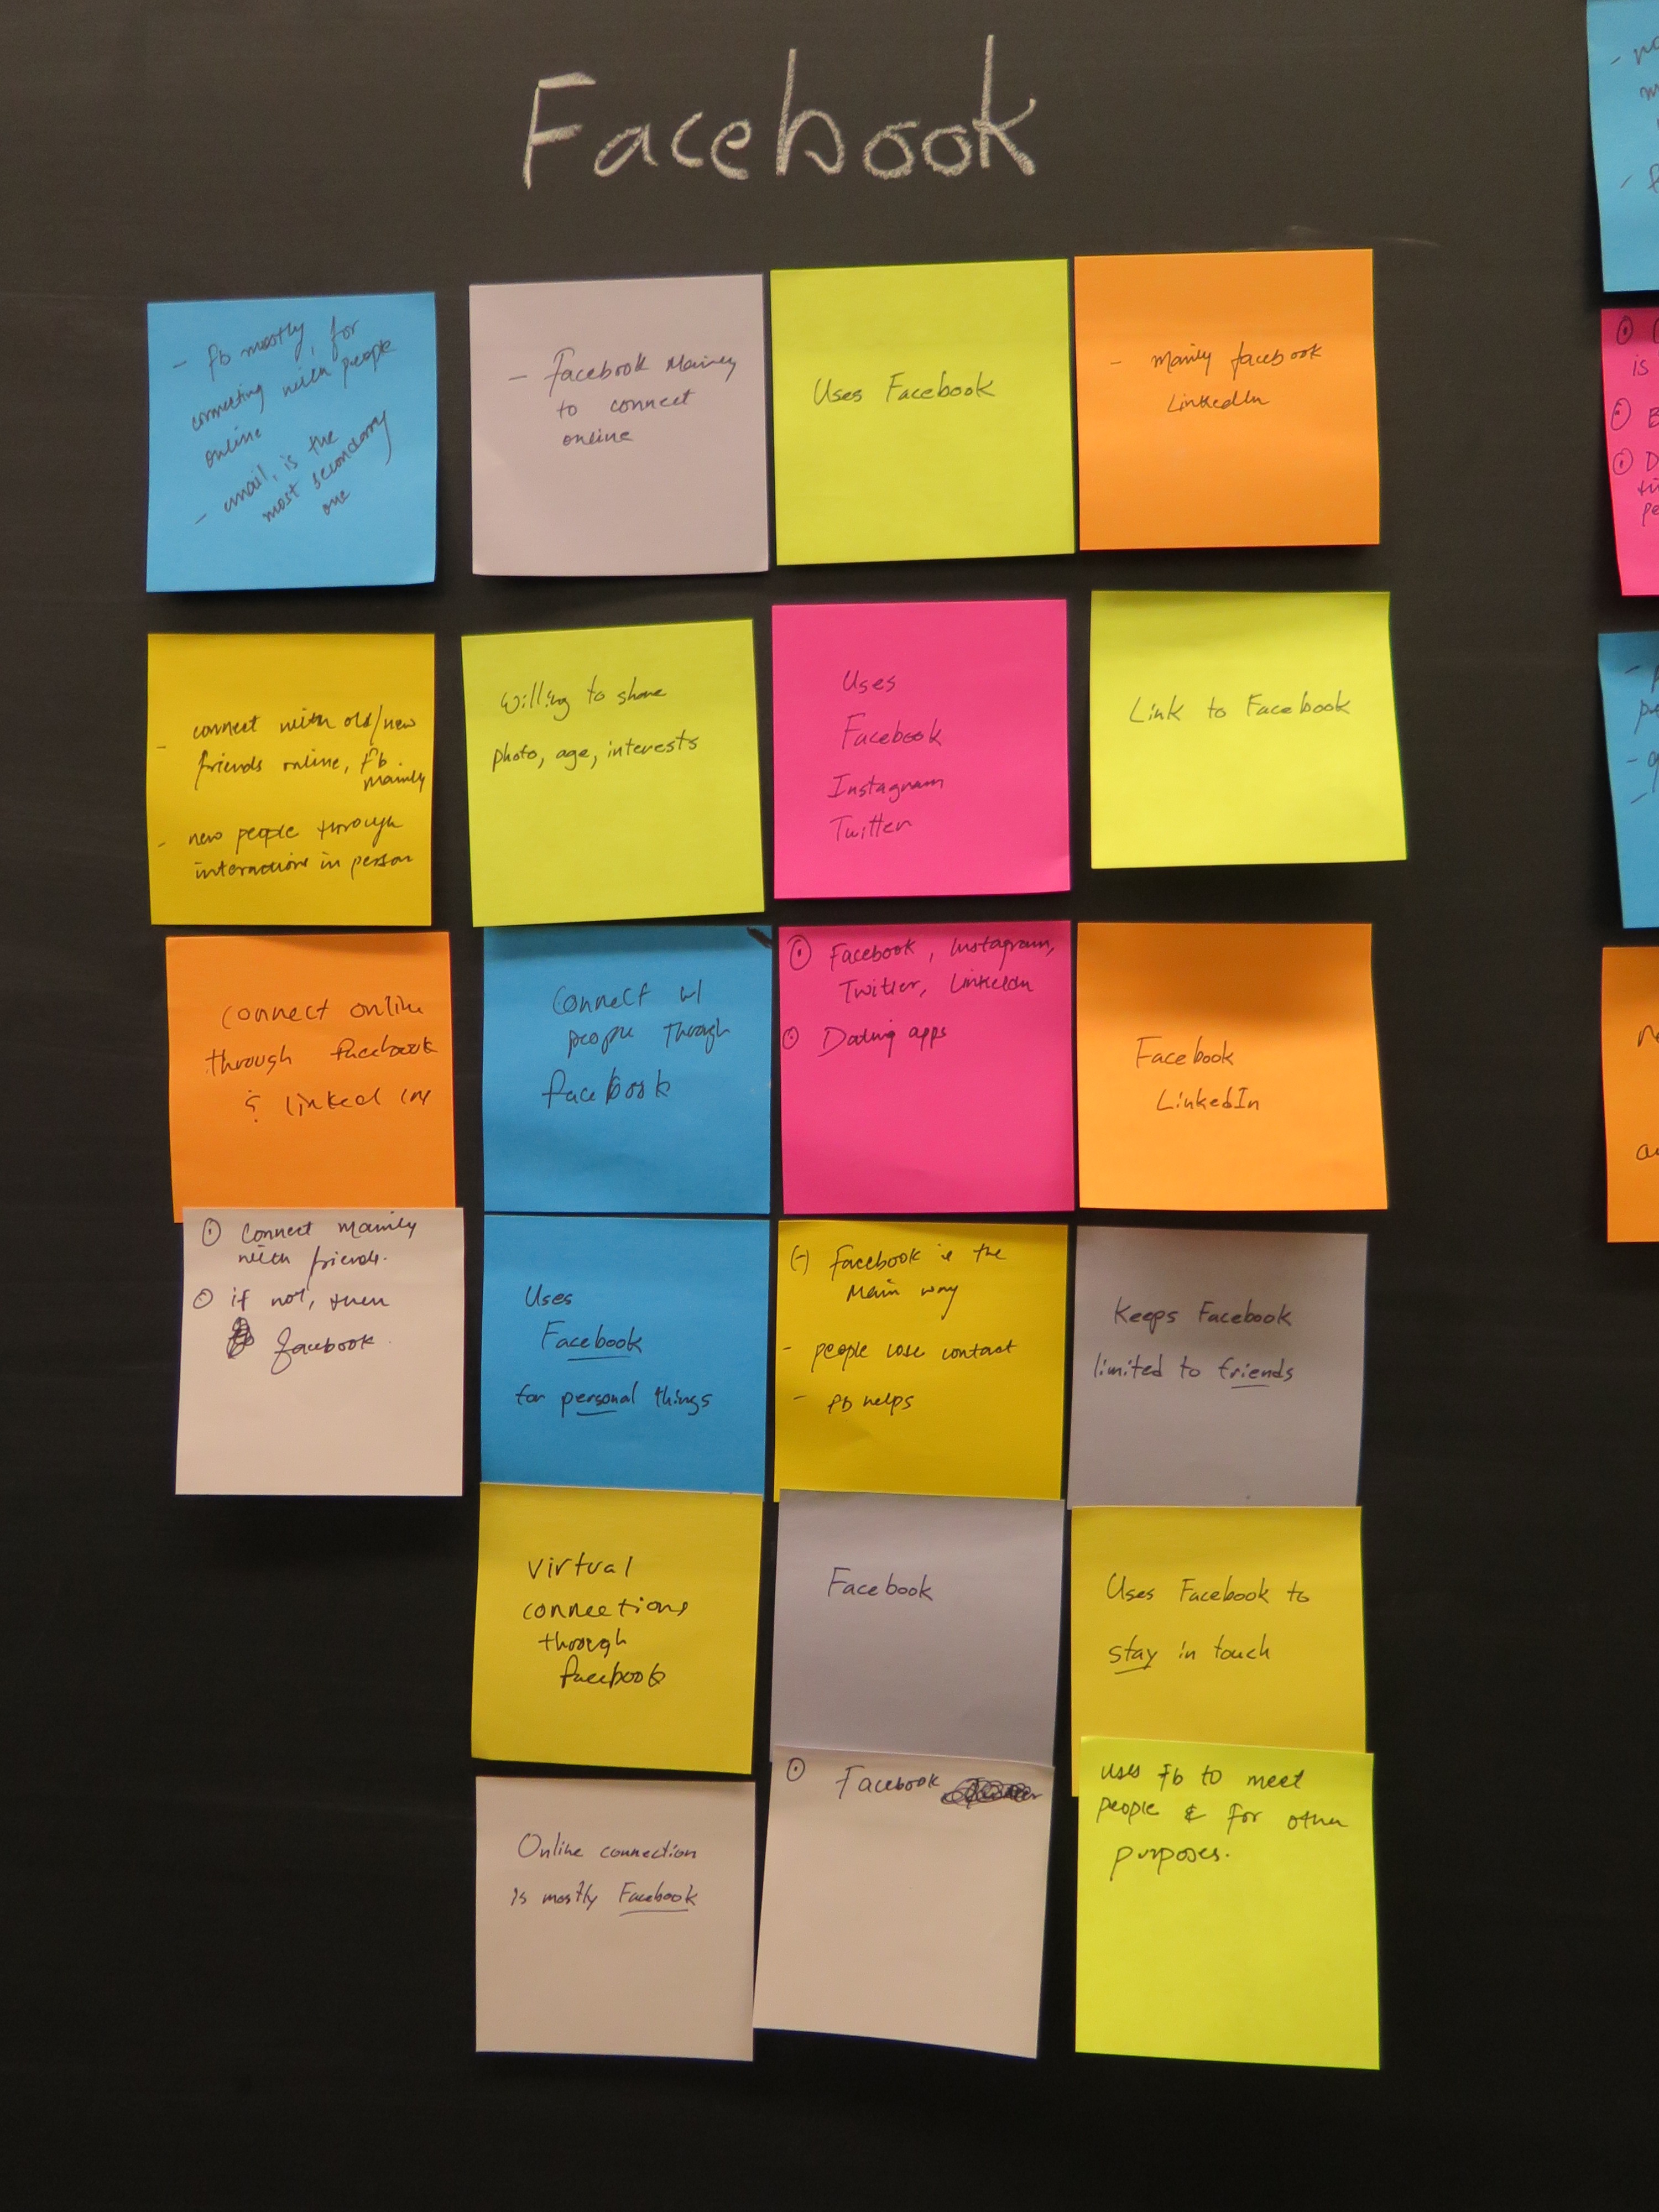 Facebook
- fb mostly, for
connecting with people
online
- email, is the
most secondary
one
- Facebook Mainly
to connect
online
Uses Facebook
- mainly facebook
LinkedIn
- connect with old/new
friends online, fb.
mainly
- new people through
interactions in person
Willing to share
photo, age, interests
Uses
Facebook
Instagram
Twitter
Link to Facebook
Connect online
through facebook
& linked in
Connect w/
people through
facebook
Facebook, Instagram,
Twitter, LinkedIn
Dating apps
Facebook
LinkedIn
Connect mainly
with friends.
if not, then
facebook.
Uses
Facebook
for personal things
(-) Facebook is the
Main way
- people lose contact
- fb helps
Keeps Facebook
limited to friends
Virtual
connections
through
facebook
Facebook
Uses Facebook to
stay in touch
Online connection
is mostly Facebook
Facebook
uses fb to meet
people & for other
purposes.
is